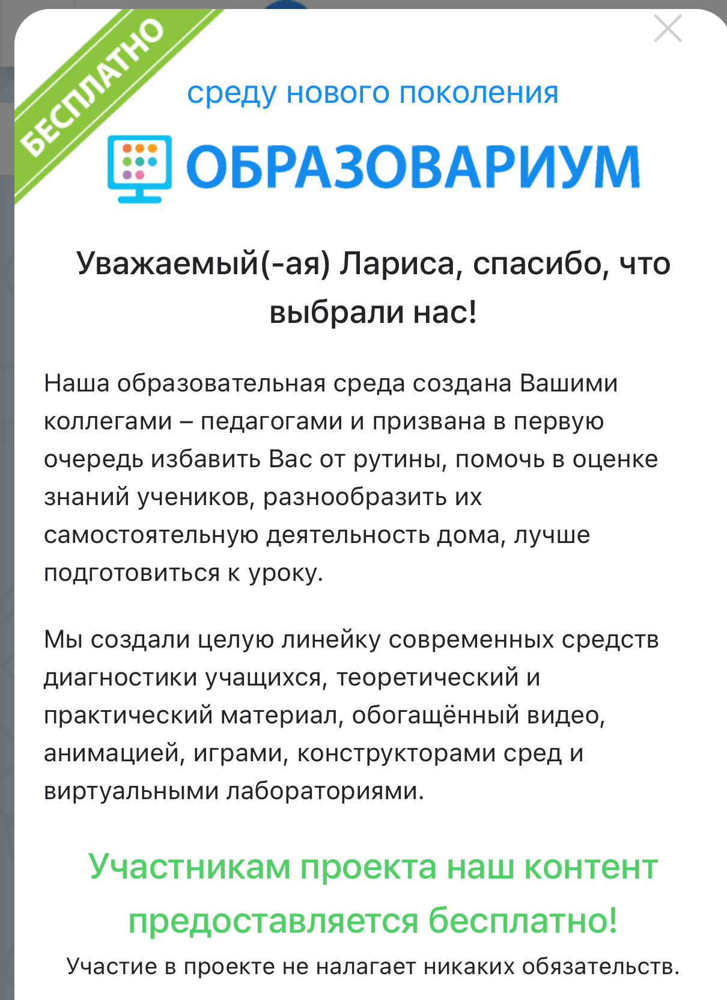 БЕСПЛАТНО
среду нового поколения
ОБРАЗОВАРИУМ
Уважаемый(-ая) Лариса, спасибо, что
выбрали нас!
Наша образовательная среда создана Вашими
коллегами – педагогами и призвана в первую
очередь избавить Вас от рутины, помочь в оценке
знаний учеников, разнообразить их
самостоятельную деятельность дома, лучше
подготовиться к уроку.
Мы создали целую линейку современных средств
диагностики учащихся, теоретический и
практический материал, обогащённый видео,
анимацией, играми, конструкторами сред и
виртуальными лабораториями.
Участникам проекта наш контент
предоставляется бесплатно!
Участие в проекте не налагает никаких обязательств.